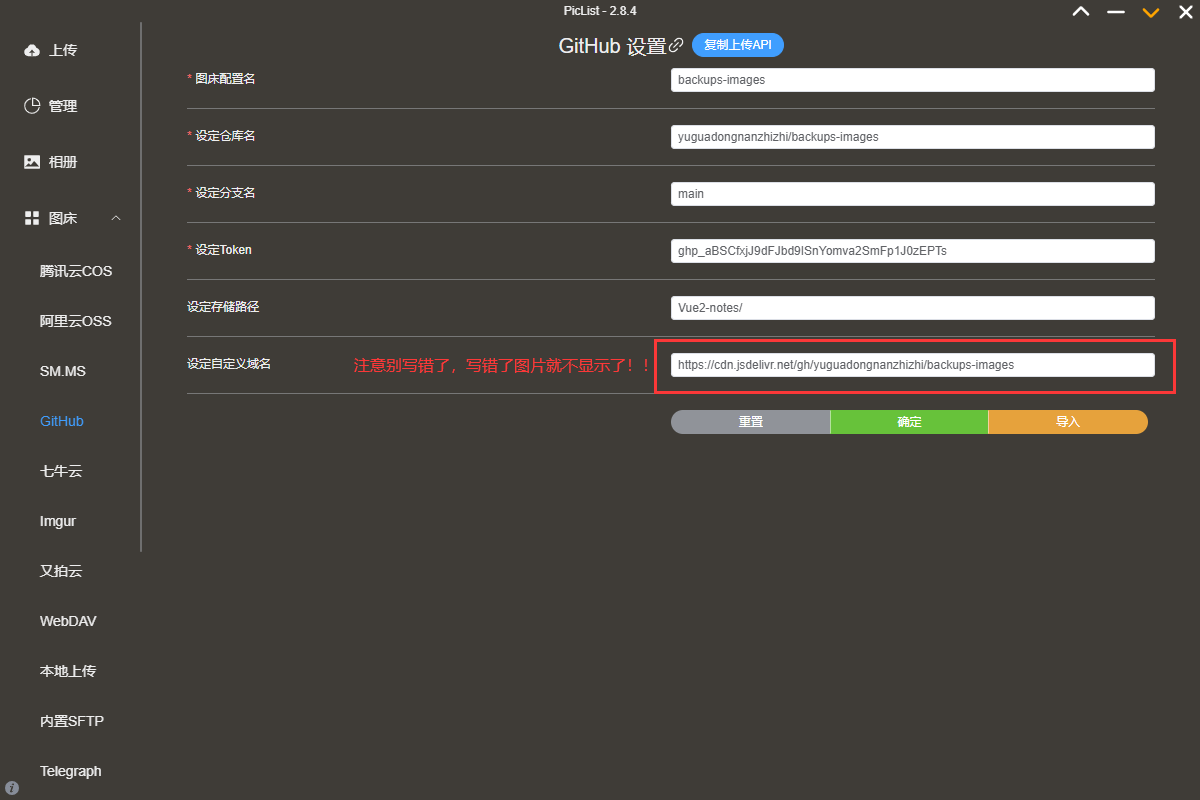 PicList - 2.8.4
上传
管理
相册
图床
腾讯云COS
阿里云OSS
SM.MS
GitHub
七牛云
Imgur
又拍云
WebDAV
本地上传
内置SFTP
Telegraph
GitHub 设置 复制上传API
* 图床配置名 backups-images
* 设定仓库名 yuguadongnanzhizhi/backups-images
* 设定分支名 main
* 设定Token ghp_aBSCfxjJ9dFJbd9lSnYomva2SmFp1J0zEPTs
设定存储路径 Vue2-notes/
设定自定义域名 注意别写错了，写错了图片就不显示了！！ https://cdn.jsdelivr.net/gh/yuguadongnanzhizhi/backups-images
重置 确定 导入